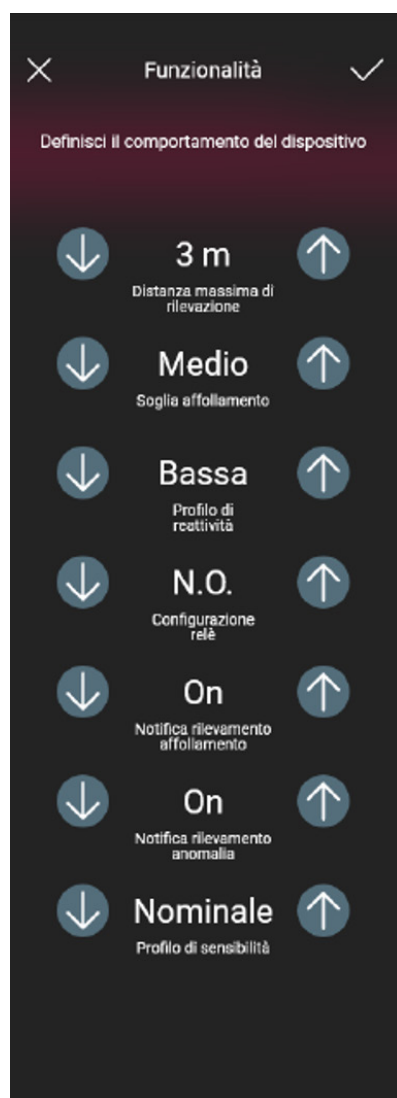 Funzionalità
Definisci il comportamento del dispositivo
3 m
Distanza massima di
rilevazione
Medio
Soglia affollamento
Bassa
Profilo di
reattività
N.O.
Configurazione
relè
On
Notifica rilevamento
affollamento
On
Notifica rilevamento
anomalia
Nominale
Profilo di sensibilità